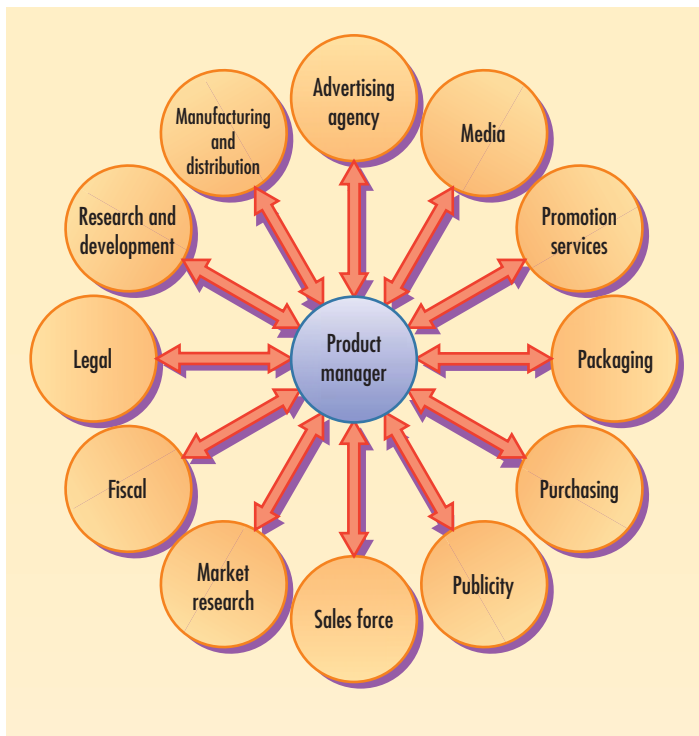 Advertising
agency
Media
Promotion
services
Packaging
Purchasing
Publicity
Sales force
Market
research
Fiscal
Legal
Research and
development
Manufacturing
and
distribution
Product
manager